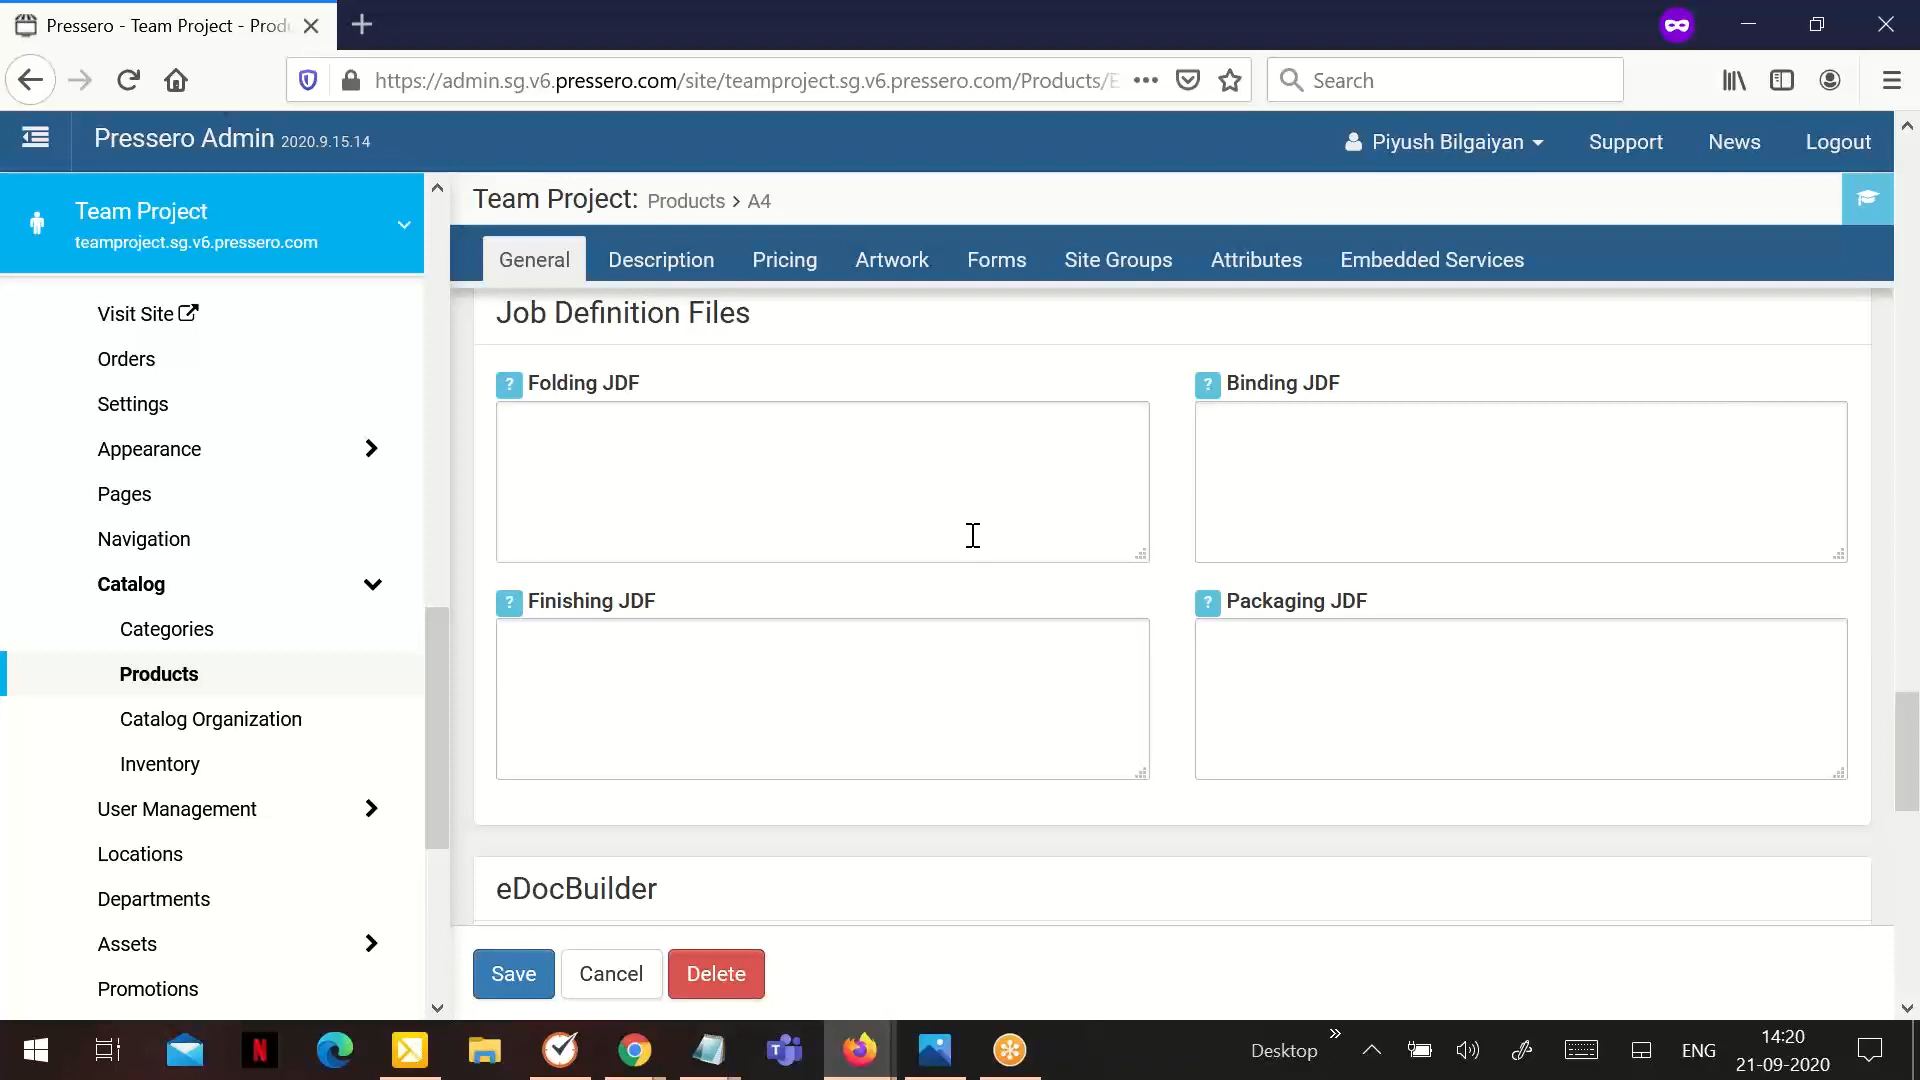 Pressero - Team Project - Prod
https://admin.sg.v6.pressero.com/site/teamproject.sg.v6.pressero.com/Products/E
Search
Pressero Admin 2020.9.15.14
Piyush Bilgaiyan
Support
News
Logout
Team Project
teamproject.sg.v6.pressero.com
Team Project: Products > A4
General
Description
Pricing
Artwork
Forms
Site Groups
Attributes
Embedded Services
Visit Site
Orders
Settings
Appearance
Pages
Navigation
Catalog
Categories
Products
Catalog Organization
Inventory
User Management
Locations
Departments
Assets
Promotions
Job Definition Files
? Folding JDF
? Binding JDF
? Finishing JDF
? Packaging JDF
eDocBuilder
Save
Cancel
Delete
Desktop
ENG
14:20
21-09-2020